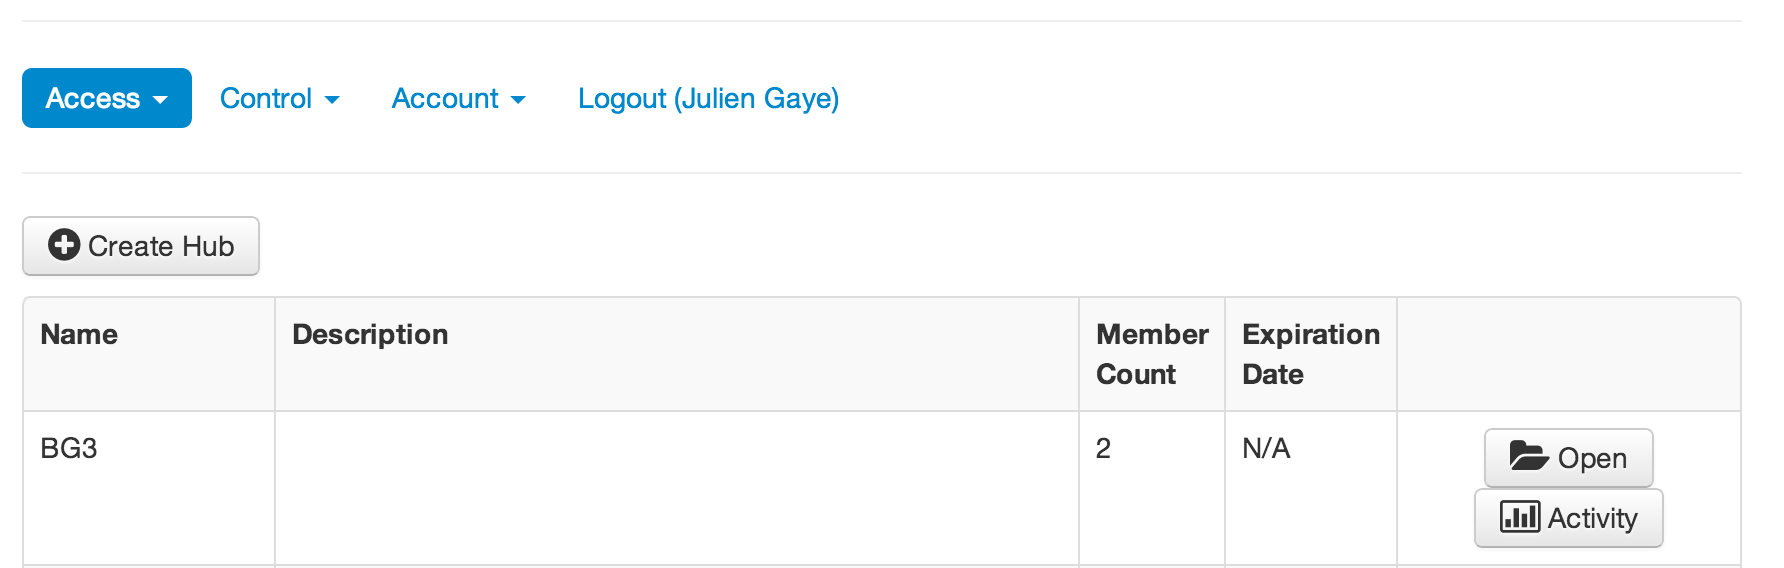 Access Control Account Logout (Julien Gaye)
Create Hub
Name Description Member Count Expiration Date
BG3 2 N/A Open
Activity